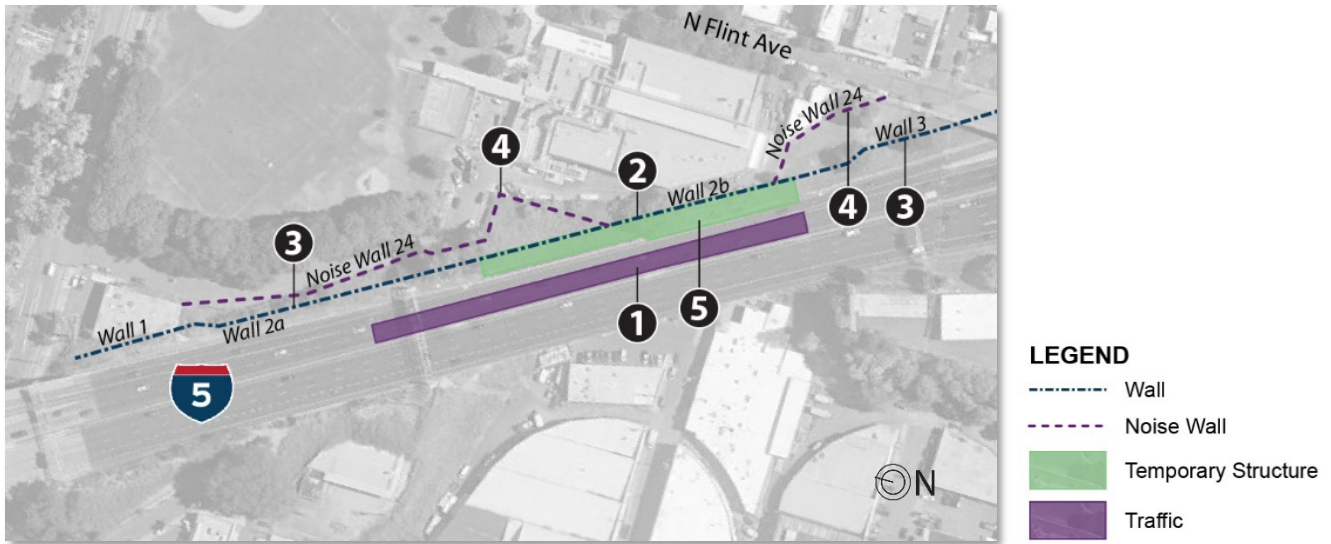 N Flint Ave
4
Noise Wall 24
2
Wall 3
Wall 2b
3
Noise Wall 24
4
3
Wall 1
Wall 2a
1
5
5
N
LEGEND
Wall
Noise Wall
Temporary Structure
Traffic